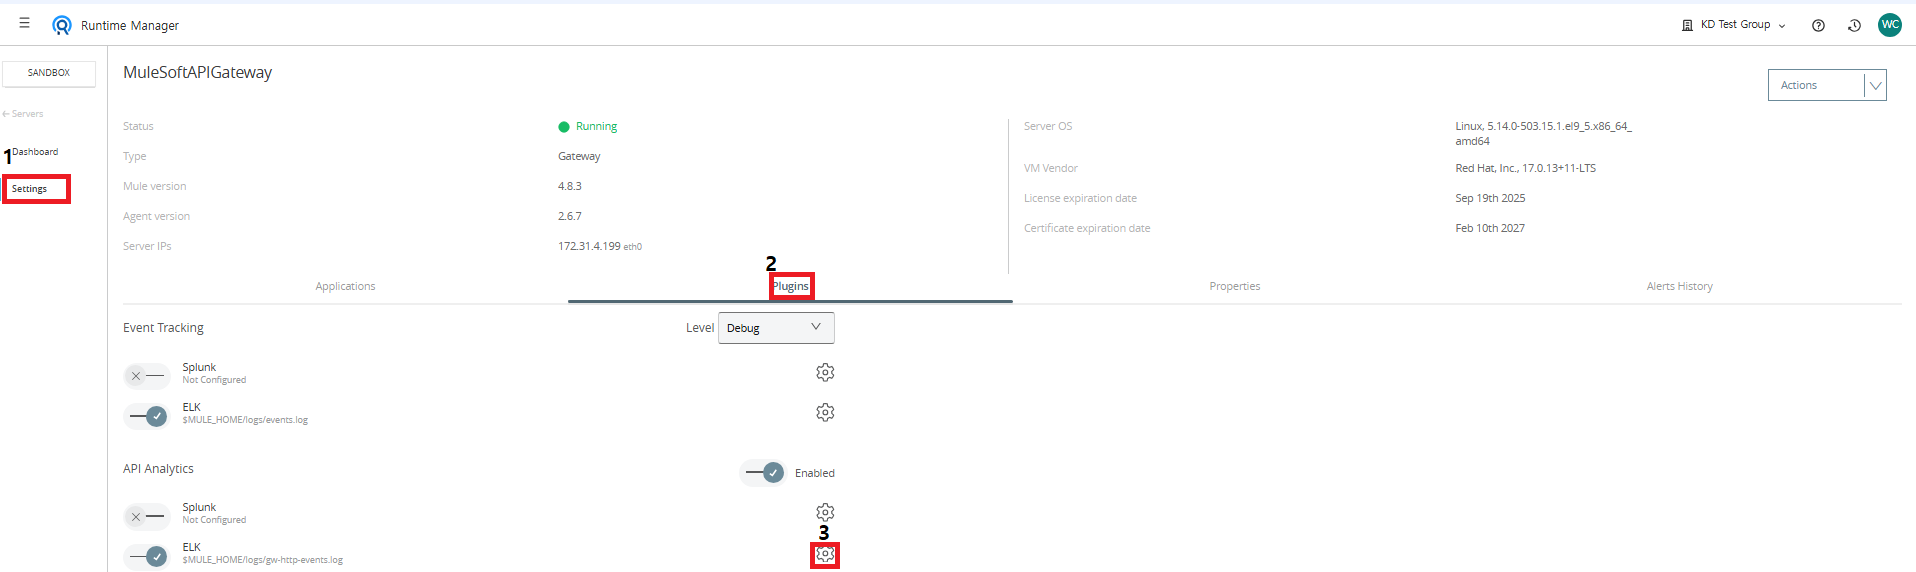 Runtime Manager
KD Test Group
WC
SANDBOX
MuleSoftAPIGateway
Actions
Servers
Status
Running
Server OS
Linux, 5.14.0-503.15.1.el9_5.x86_64_
amd64
1 Dashboard
Type
Gateway
VM Vendor
Red Hat, Inc., 17.0.13+11-LTS
Settings
Mule version
4.8.3
License expiration date
Sep 19th 2025
Agent version
2.6.7
Certificate expiration date
Feb 10th 2027
Server IPs
172.31.4.199 eth0
2
Applications
Plugins
Properties
Alerts History
Event Tracking
Level
Debug
Splunk
Not Configured
ELK
$MULE_HOME/logs/events.log
API Analytics
Enabled
Splunk
Not Configured
3
ELK
$MULE_HOME/logs/gw-http-events.log